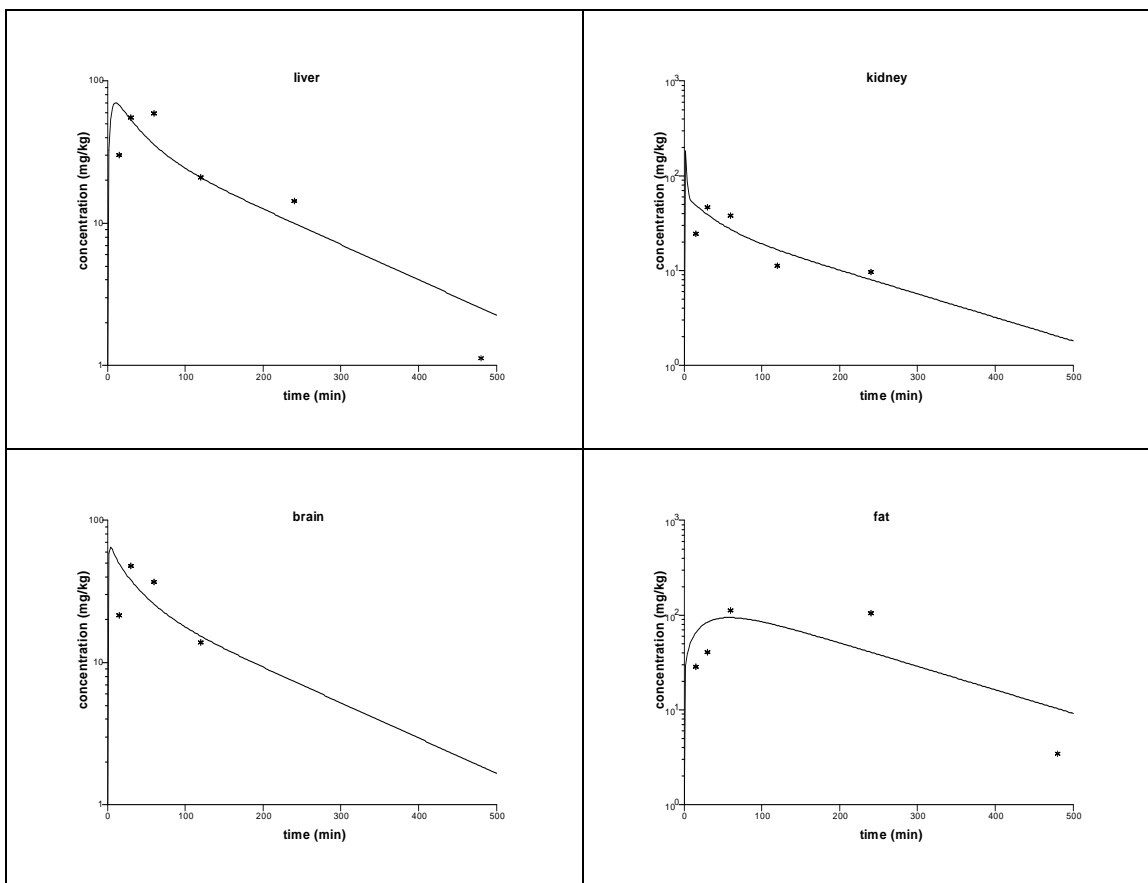 liver
concentration (mg/kg)
100
10
1
0 100 200 300 400 500
time (min)
kidney
concentration (mg/kg)
10³
10²
10¹
10⁰
0 100 200 300 400 500
time (min)
brain
concentration (mg/kg)
100
10
1
0 100 200 300 400 500
time (min)
fat
concentration (mg/kg)
10³
10²
10¹
10⁰
0 100 200 300 400 500
time (min)